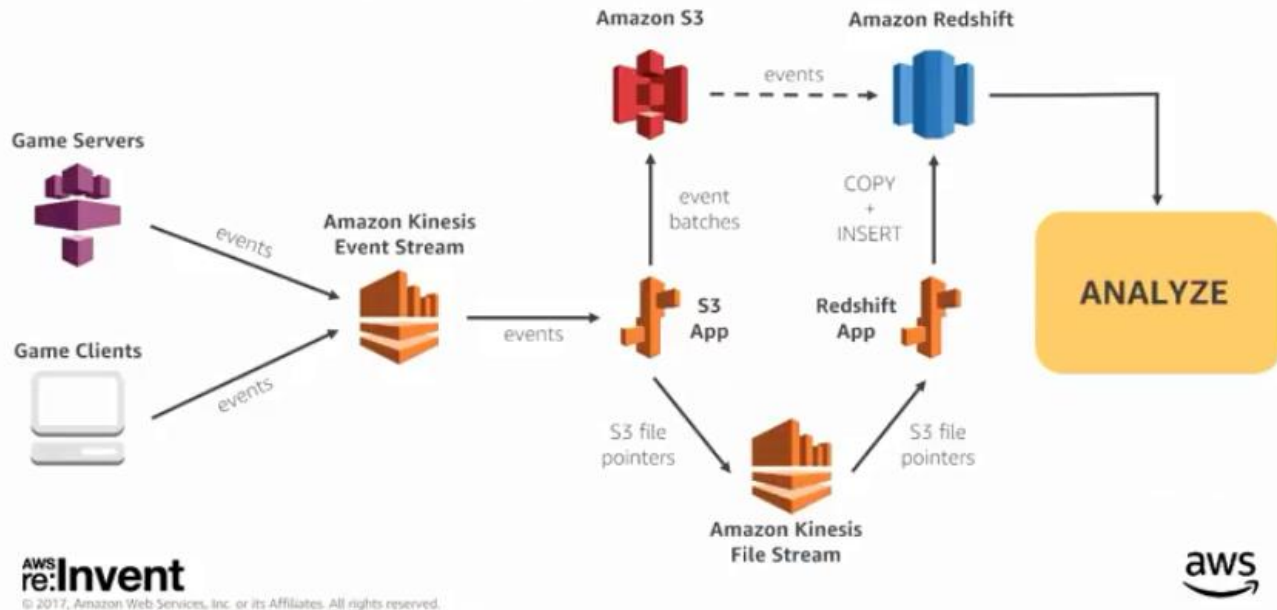 Amazon S3
Amazon Redshift
events
Game Servers
event
batches
COPY
+
INSERT
Amazon Kinesis
Event Stream
events
ANALYZE
S3
App
Redshift
App
events
Game Clients
events
S3 file
pointers
S3 file
pointers
Amazon Kinesis
File Stream
AWS
re:Invent
© 2017, Amazon Web Services, Inc. or its Affiliates. All rights reserved.
aws